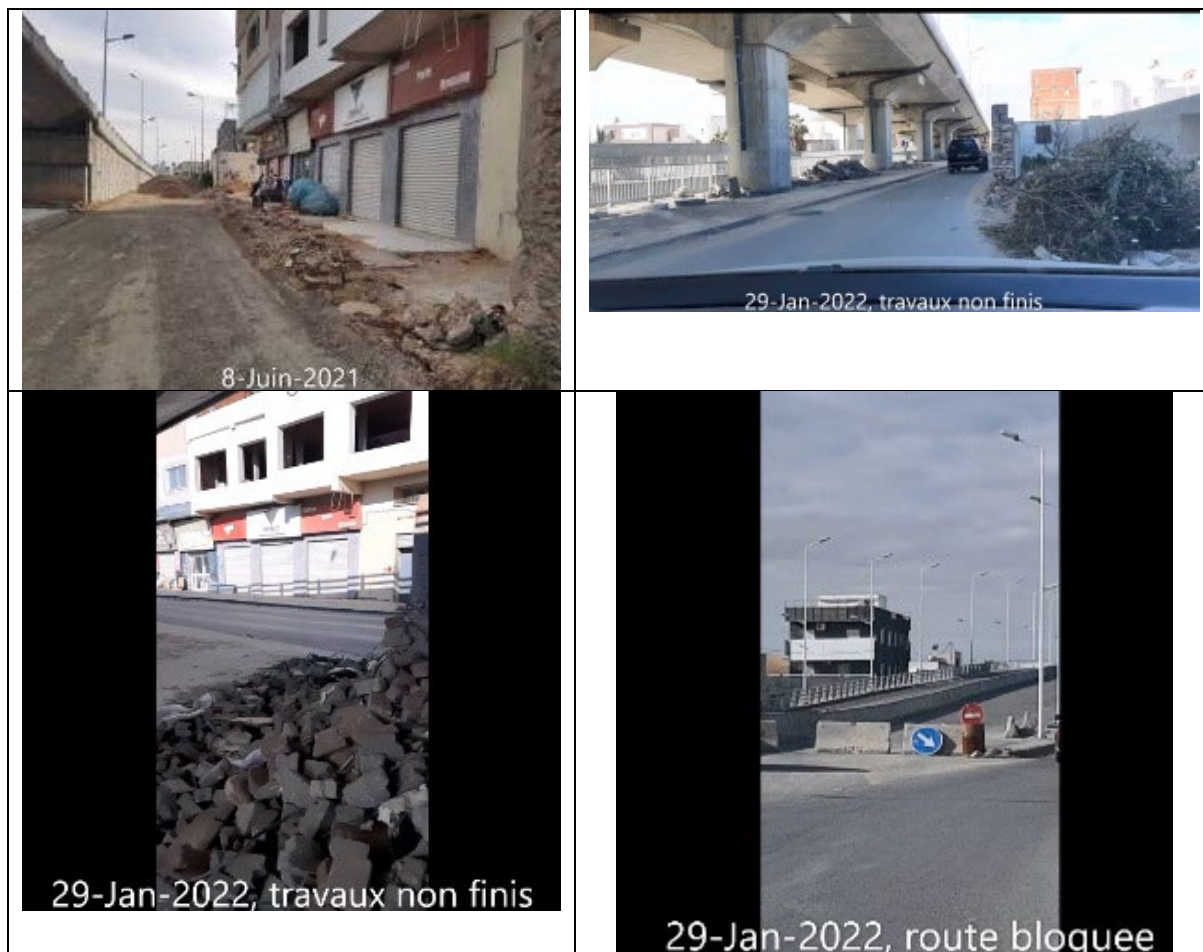 8-Juin-2021
29-Jan-2022, travaux non finis
29-Jan-2022, travaux non finis
29-Jan-2022, route bloquee